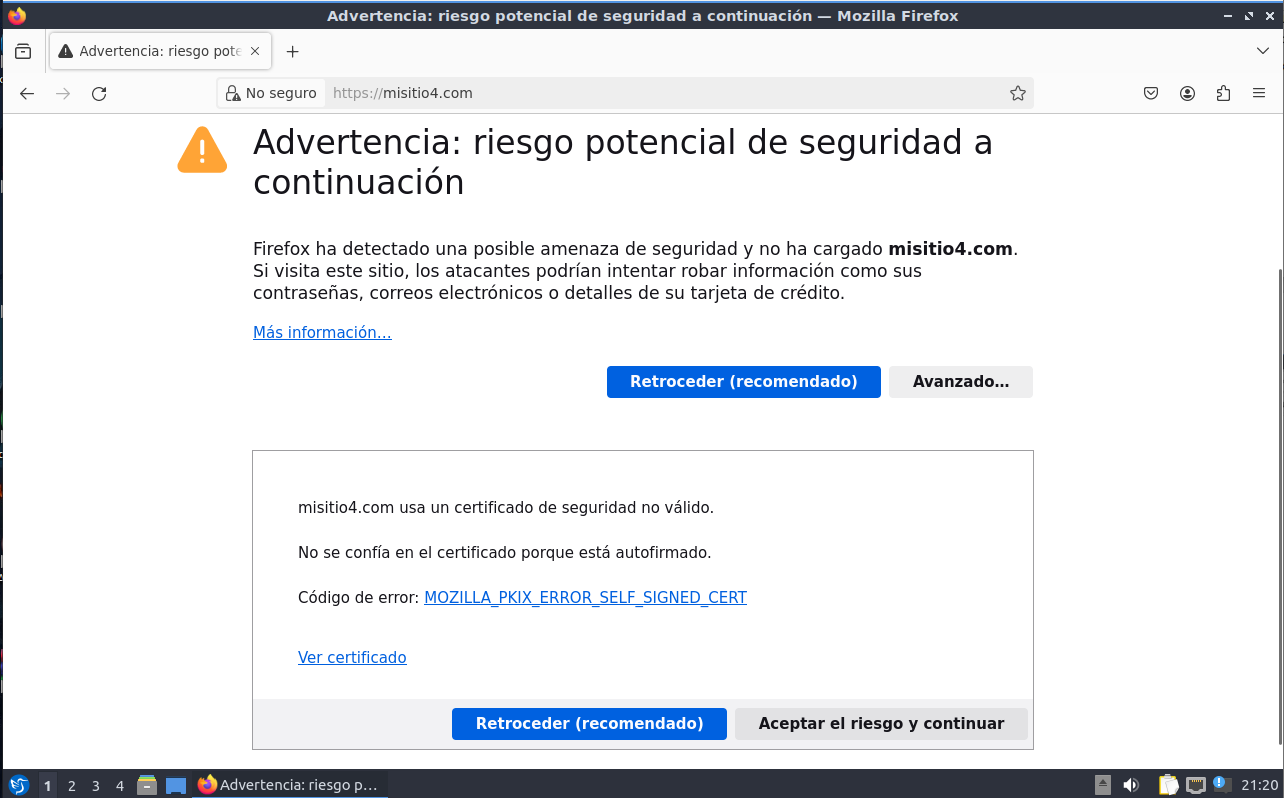 Advertencia: riesgo potencial de seguridad a continuación — Mozilla Firefox
Advertencia: riesgo pote
No seguro
https://misitio4.com
Advertencia: riesgo potencial de seguridad a
continuación
Firefox ha detectado una posible amenaza de seguridad y no ha cargado misitio4.com.
Si visita este sitio, los atacantes podrían intentar robar información como sus
contraseñas, correos electrónicos o detalles de su tarjeta de crédito.
Más información…
Retroceder (recomendado)
Avanzado…
misitio4.com usa un certificado de seguridad no válido.
No se confía en el certificado porque está autofirmado.
Código de error: MOZILLA_PKIX_ERROR_SELF_SIGNED_CERT
Ver certificado
Retroceder (recomendado)
Aceptar el riesgo y continuar
1 2 3 4
Advertencia: riesgo p...
21:20